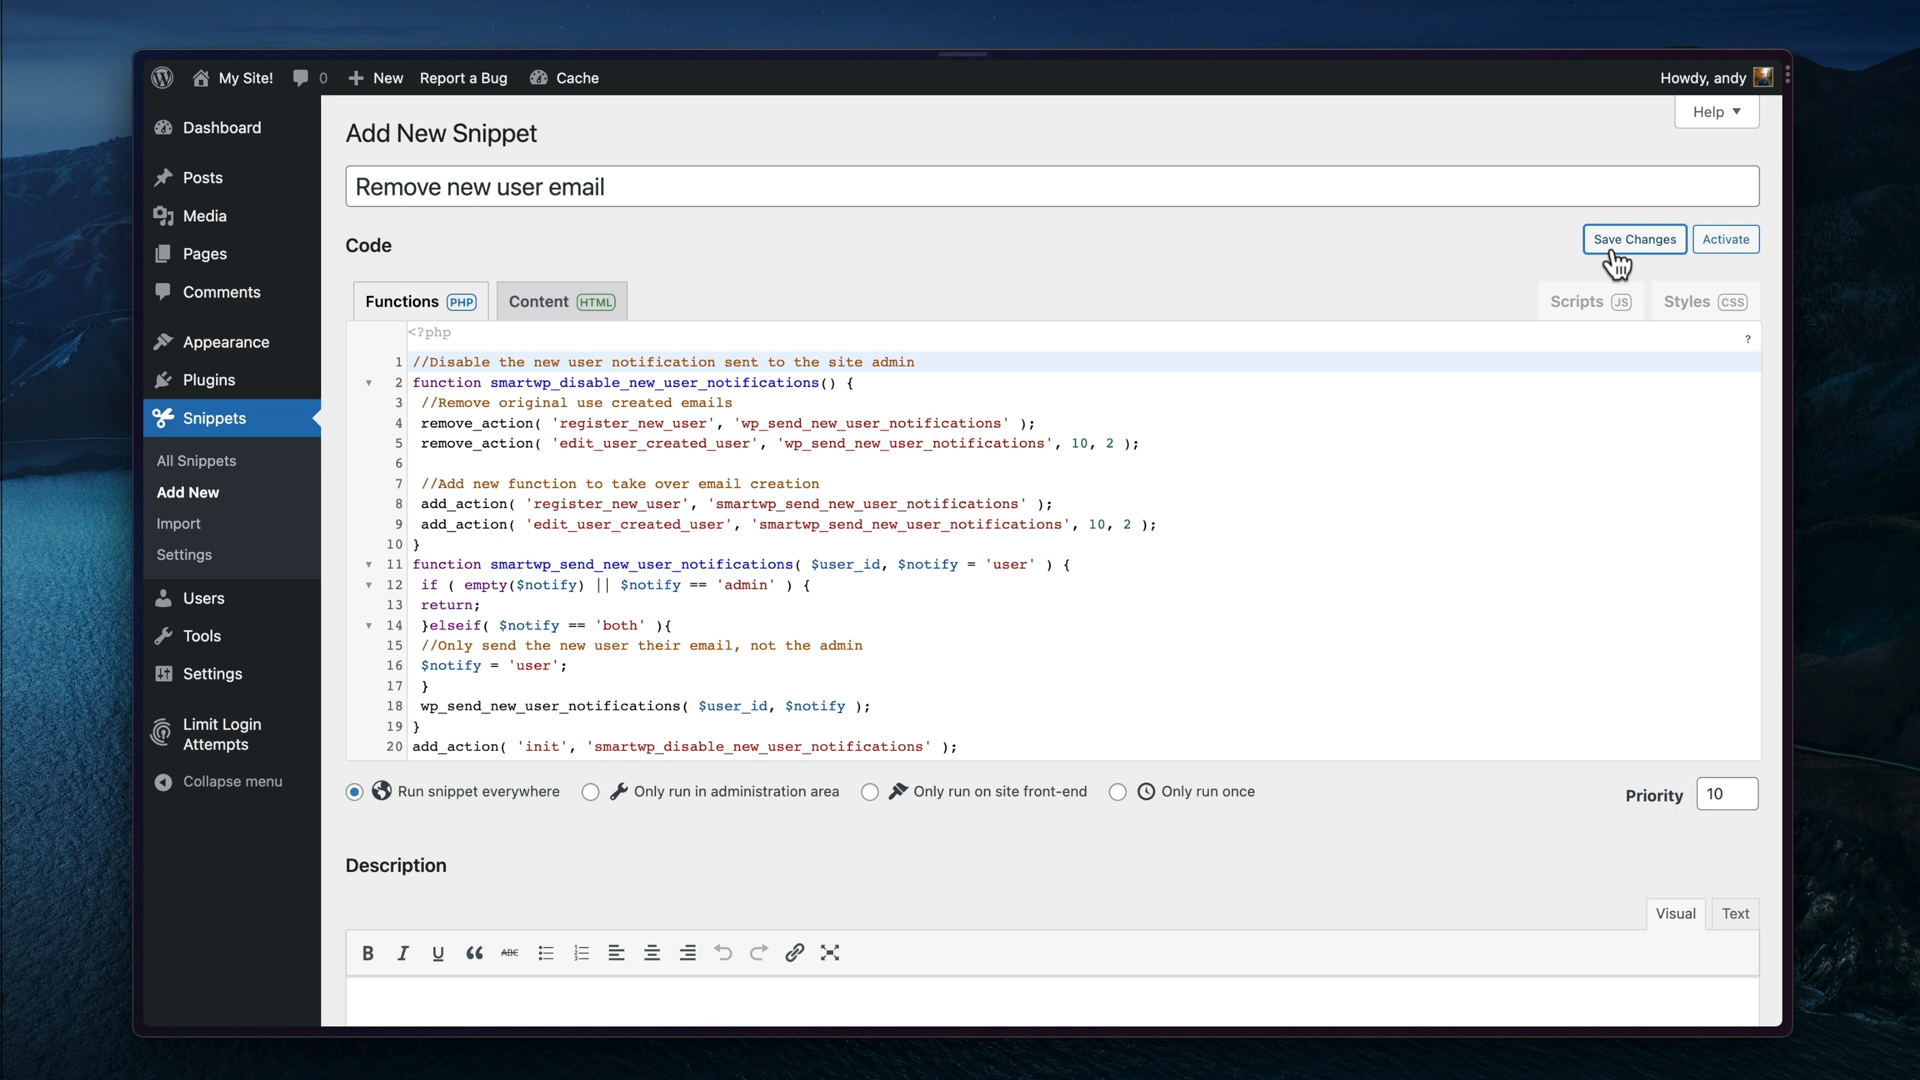 My Site! 0 New Report a Bug Cache Howdy, andy
Help
Dashboard
Posts
Media
Pages
Comments
Appearance
Plugins
Snippets
All Snippets
Add New
Import
Settings
Users
Tools
Settings
Limit Login
Attempts
Collapse menu
Add New Snippet
Remove new user email
Code
Save Changes Activate
Functions PHP Content HTML Scripts JS Styles CSS
<?php
?
1 //Disable the new user notification sent to the site admin
2 function smartwp_disable_new_user_notifications() {
3 //Remove original use created emails
4 remove_action( 'register_new_user', 'wp_send_new_user_notifications' );
5 remove_action( 'edit_user_created_user', 'wp_send_new_user_notifications', 10, 2 );
6
7 //Add new function to take over email creation
8 add_action( 'register_new_user', 'smartwp_send_new_user_notifications' );
9 add_action( 'edit_user_created_user', 'smartwp_send_new_user_notifications', 10, 2 );
10 }
11 function smartwp_send_new_user_notifications( $user_id, $notify = 'user' ) {
12 if ( empty($notify) || $notify == 'admin' ) {
13 return;
14 }elseif( $notify == 'both' ){
15 //Only send the new user their email, not the admin
16 $notify = 'user';
17 }
18 wp_send_new_user_notifications( $user_id, $notify );
19 }
20 add_action( 'init', 'smartwp_disable_new_user_notifications' );
Run snippet everywhere Only run in administration area Only run on site front-end Only run once Priority 10
Description
Visual Text
B I U ABC